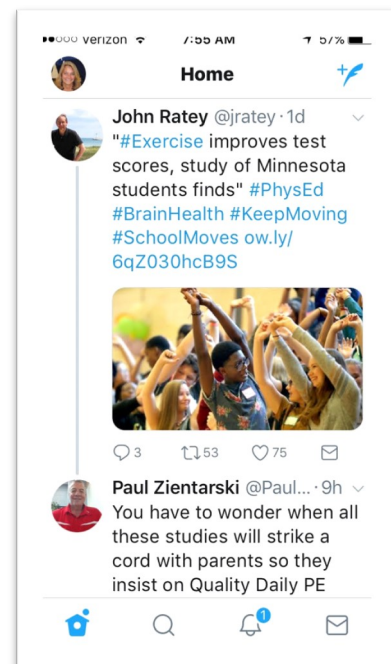 verizon 7:55 AM 57%
Home
John Ratey @jratey · 1d
"#Exercise improves test
scores, study of Minnesota
students finds" #PhysEd
#BrainHealth #KeepMoving
#SchoolMoves ow.ly/
6qZ030hcB9S
3 53 75
Paul Zientarski @Paul... · 9h
You have to wonder when all
these studies will strike a
cord with parents so they
insist on Quality Daily PE
1